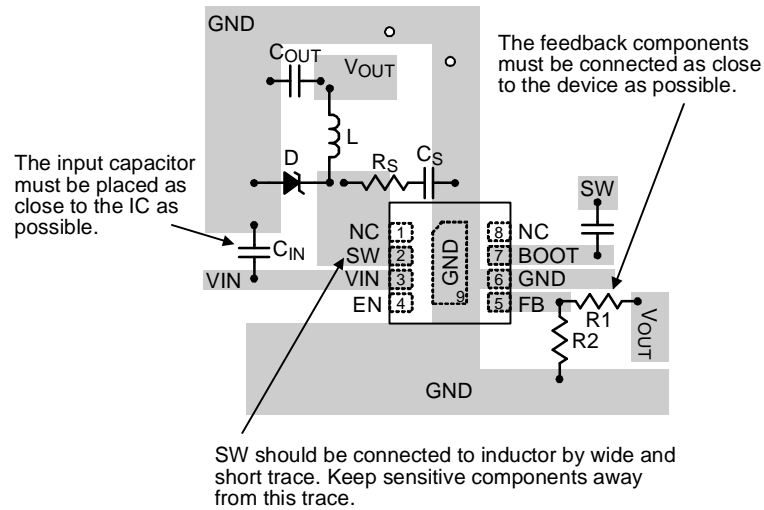 GND
COUT
VOUT
The feedback components
must be connected as close
to the device as possible.
L
D
RS
CS
The input capacitor
must be placed as
close to the IC as
possible.
SW
CIN
NC
1
8
NC
SW
2
GND
7
BOOT
VIN
VIN
3
6
GND
EN
4
9
5
FB
R1
R2
VOUT
GND
SW should be connected to inductor by wide and
short trace. Keep sensitive components away
from this trace.